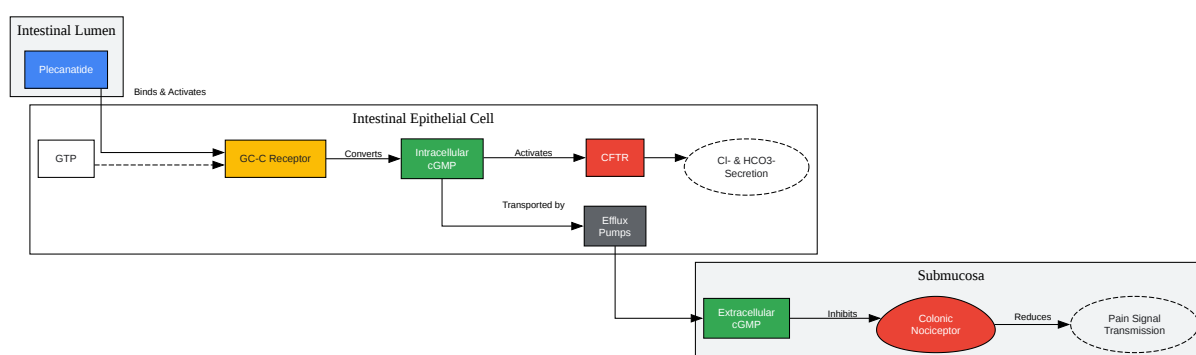 Intestinal Lumen
Plecanatide
Binds & Activates
Intestinal Epithelial Cell
GTP
GC-C Receptor
Converts
Intracellular
cGMP
Activates
CFTR
Cl- & HCO3-
Secretion
Transported by
Efflux
Pumps
Submucosa
Extracellular
cGMP
Inhibits
Colonic
Nociceptor
Reduces
Pain Signal
Transmission